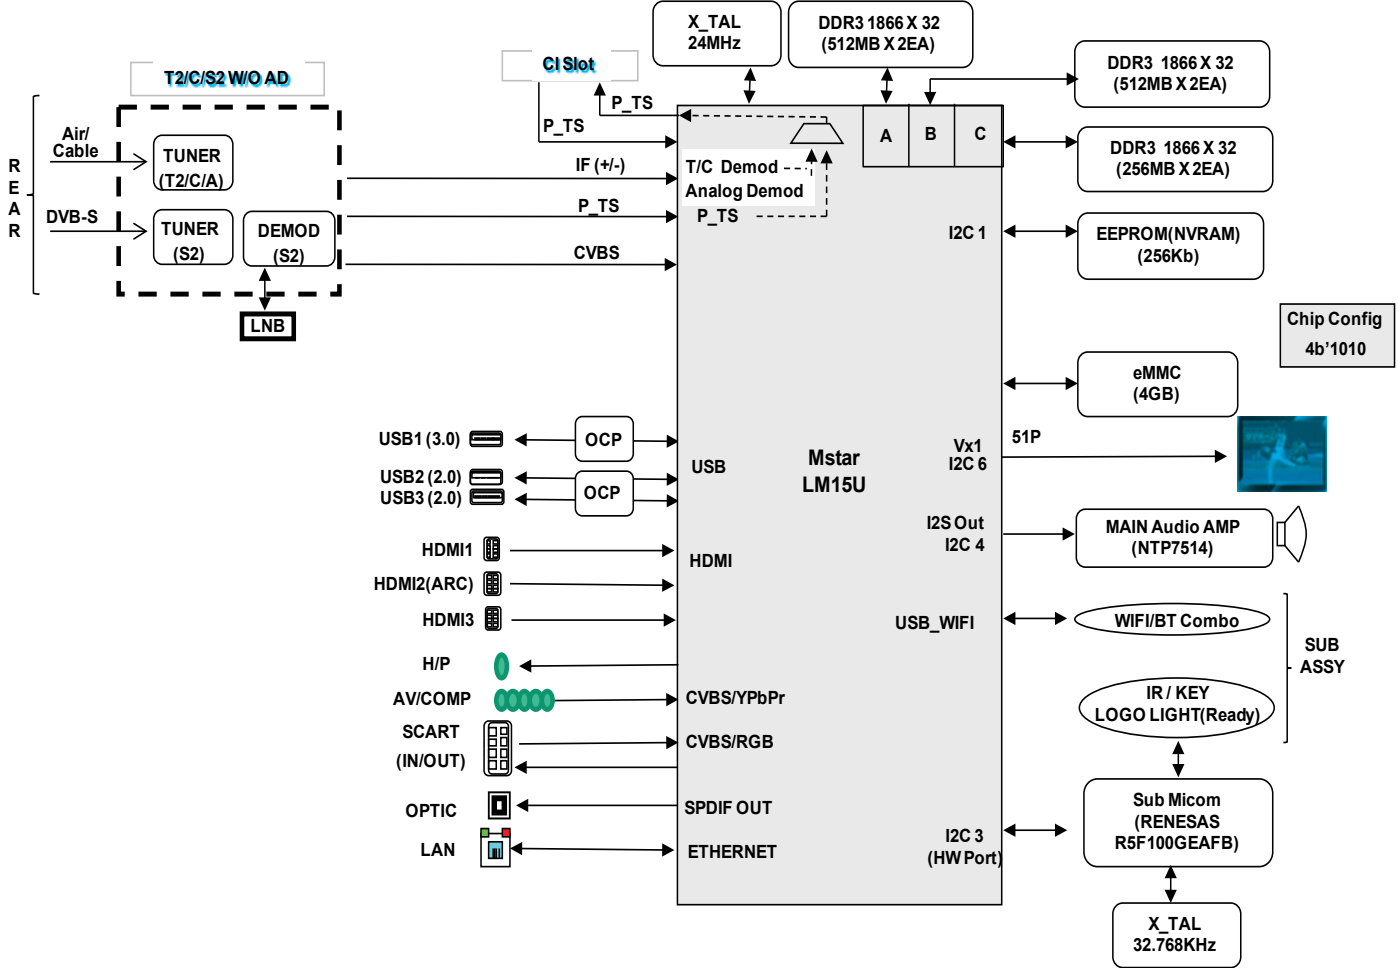 X_TAL
24MHz
DDR3 1866 X 32
(512MB X 2EA)
CI Slot
T2/C/S2 W/O AD
DDR3 1866 X 32
(512MB X 2EA)
P_TS
P_TS
A
B
C
DDR3 1866 X 32
(256MB X 2EA)
R
E
A
R
Air/
Cable
TUNER
(T2/C/A)
IF (+/-)
T/C Demod
Analog Demod
P_TS
P_TS
DVB-S
TUNER
(S2)
DEMOD
(S2)
CVBS
I2C 1
EEPROM(NVRAM)
(256Kb)
LNB
Chip Config
4b'1010
eMMC
(4GB)
USB1 (3.0)
OCP
USB2 (2.0)
USB3 (2.0)
OCP
USB
Mstar
LM15U
Vx1
I2C 6
51P
I2S Out
I2C 4
MAIN Audio AMP
(NTP7514)
HDMI1
HDMI2(ARC)
HDMI3
HDMI
USB_WIFI
WIFI/BT Combo
SUB
ASSY
H/P
AV/COMP
CVBS/YPbPr
IR / KEY
LOGO LIGHT(Ready)
SCART
(IN/OUT)
CVBS/RGB
OPTIC
SPDIF OUT
LAN
ETHERNET
I2C 3
(HW Port)
Sub Micom
(RENESAS
R5F100GEAFB)
X_TAL
32.768KHz